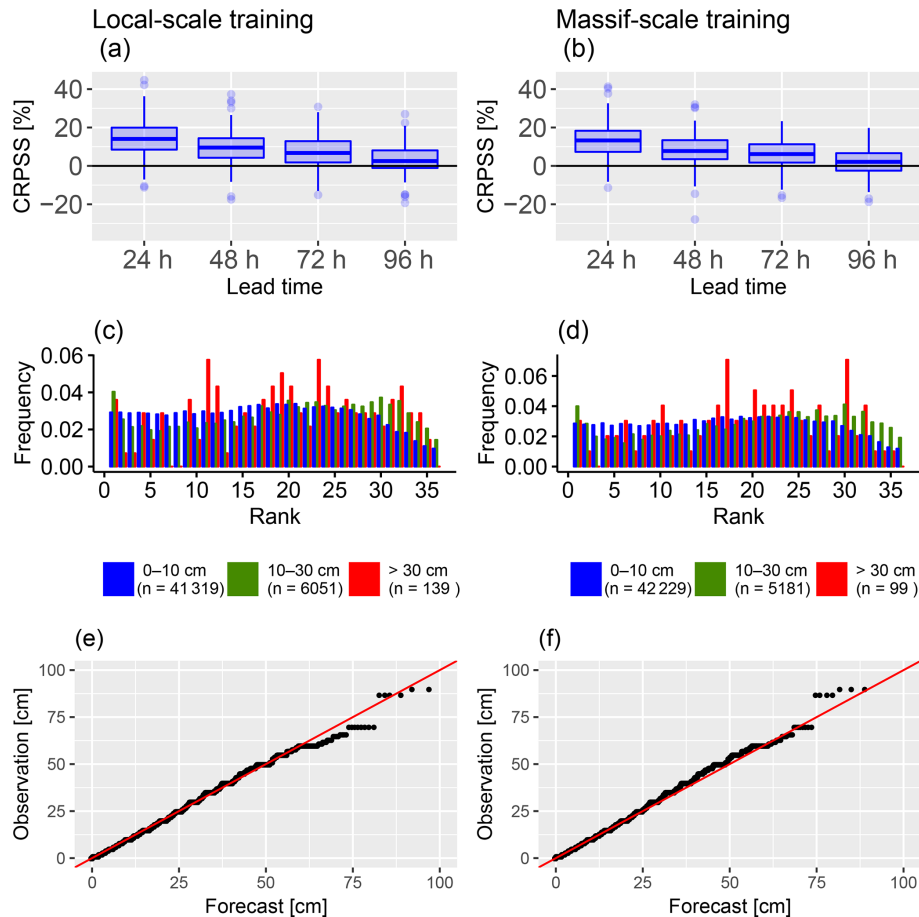 Local-scale training Massif-scale training
(a) (b)
CRPSS [%] CRPSS [%]
40 40
20 20
0 0
−20 −20
24 h 48 h 72 h 96 h 24 h 48 h 72 h 96 h
Lead time Lead time
(c) (d)
Frequency Frequency
0.06 0.06
0.04 0.04
0.02 0.02
0.00 0.00
0 5 10 15 20 25 30 35 0 5 10 15 20 25 30 35
Rank Rank
0–10 cm 10–30 cm > 30 cm 0–10 cm 10–30 cm > 30 cm
(n = 41 319) (n = 6051) (n = 139 ) (n = 42 229) (n = 5181) (n = 99 )
(e) (f)
Observation [cm] Observation [cm]
100 100
75 75
50 50
25 25
0 0
0 25 50 75 100 0 25 50 75 100
Forecast [cm] Forecast [cm]